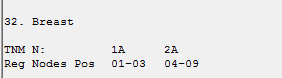 32. Breast
TNM N: 1A 2A
Reg Nodes Pos 01-03 04-09